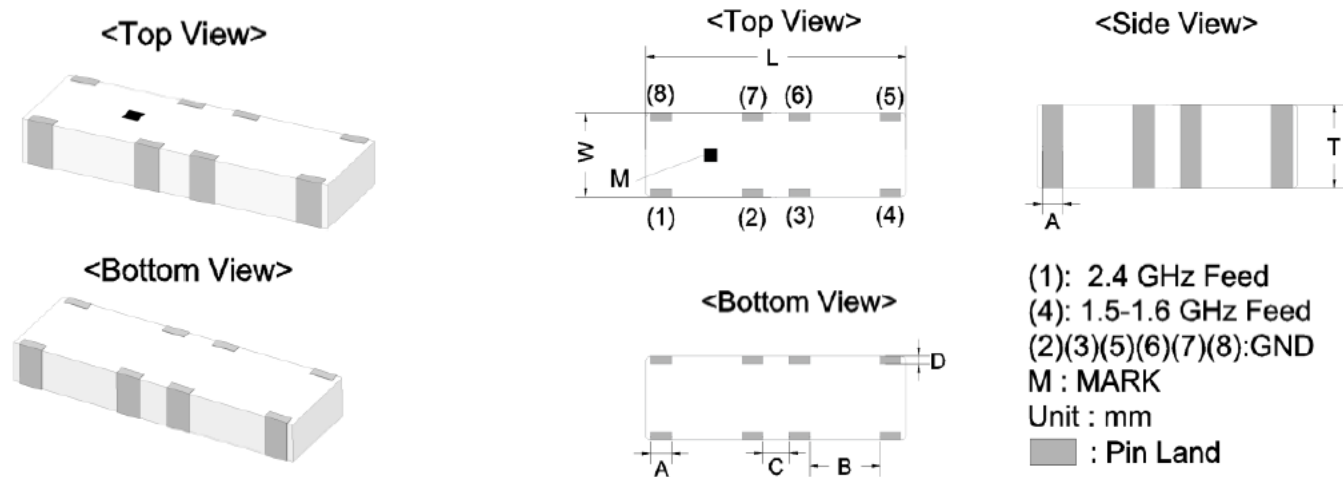 <Top View>
<Bottom View>
<Top View>
L
(8) (7) (6) (5)
W
M
(1) (2) (3) (4)
<Bottom View>
D
A C B
<Side View>
T
A
(1): 2.4 GHz Feed
(4): 1.5-1.6 GHz Feed
(2)(3)(5)(6)(7)(8):GND
M : MARK
Unit : mm
: Pin Land